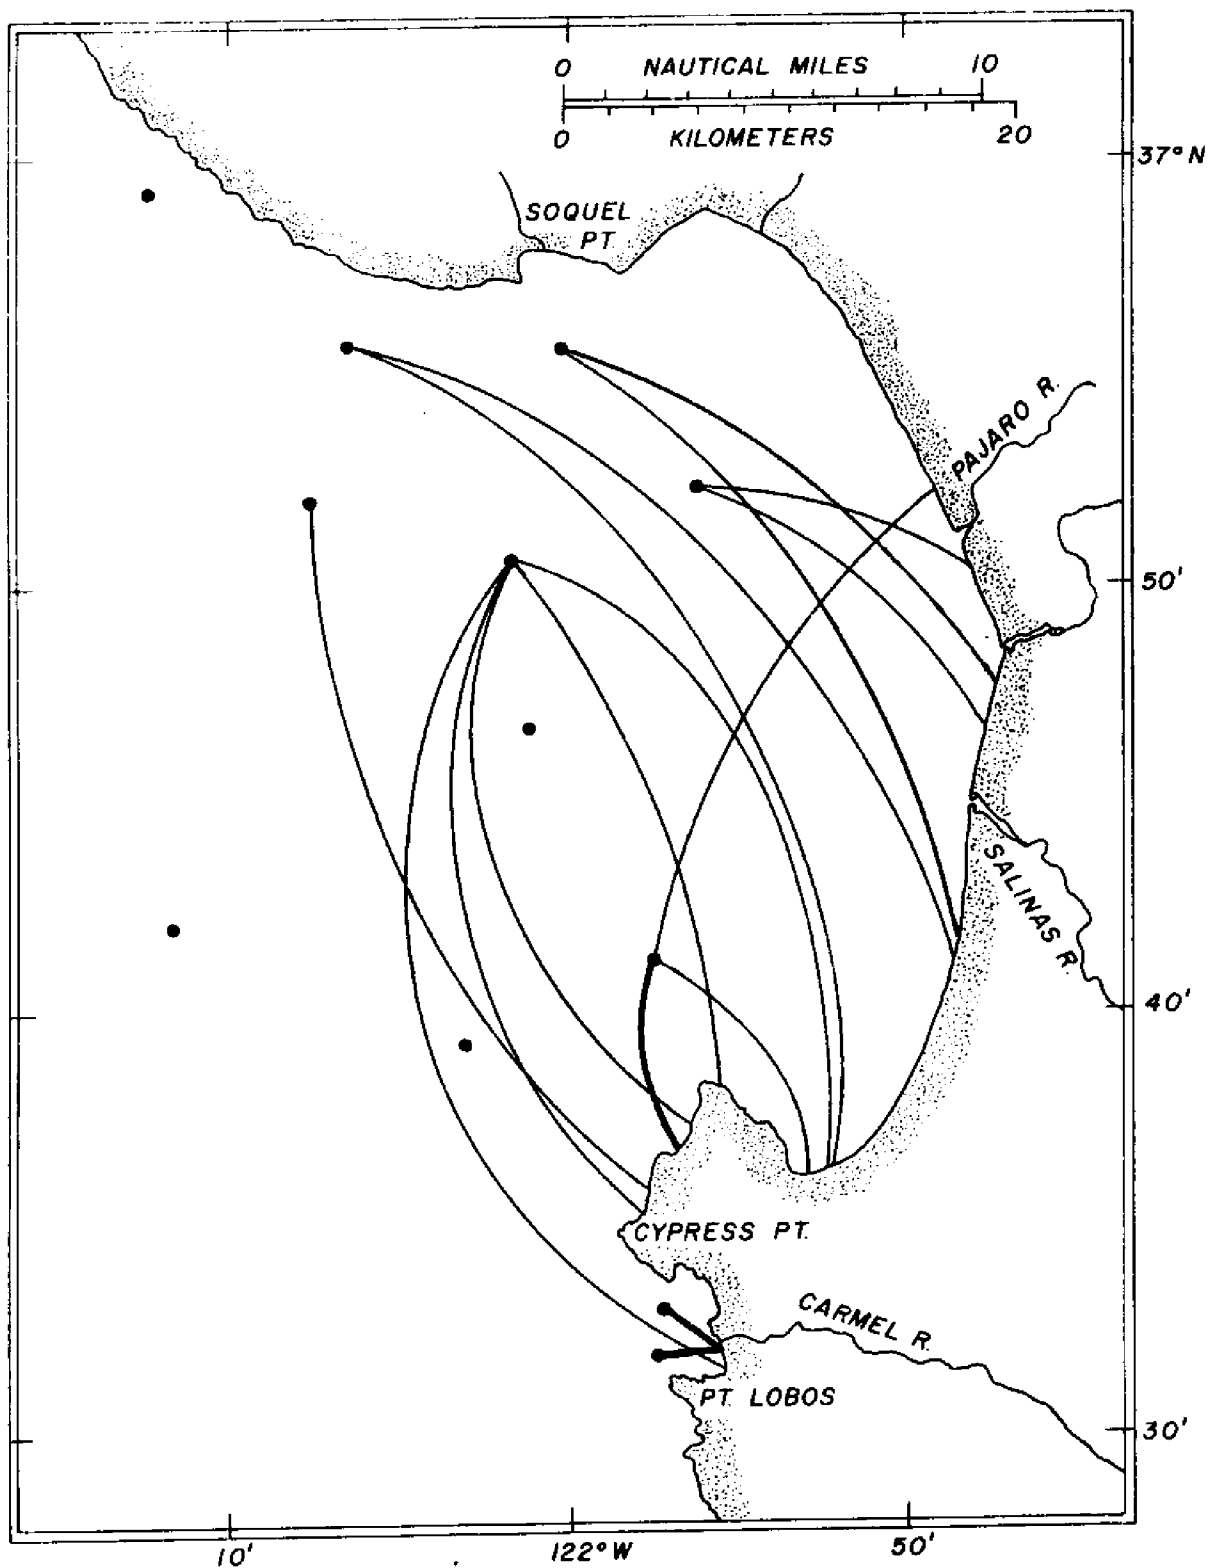 0 NAUTICAL MILES 10
0 KILOMETERS 20
37° N
SOQUEL
PT.
PAJARO R.
50'
SALINAS R.
40'
CYPRESS PT.
CARMEL R.
PT. LOBOS
30'
10' 122° W 50'